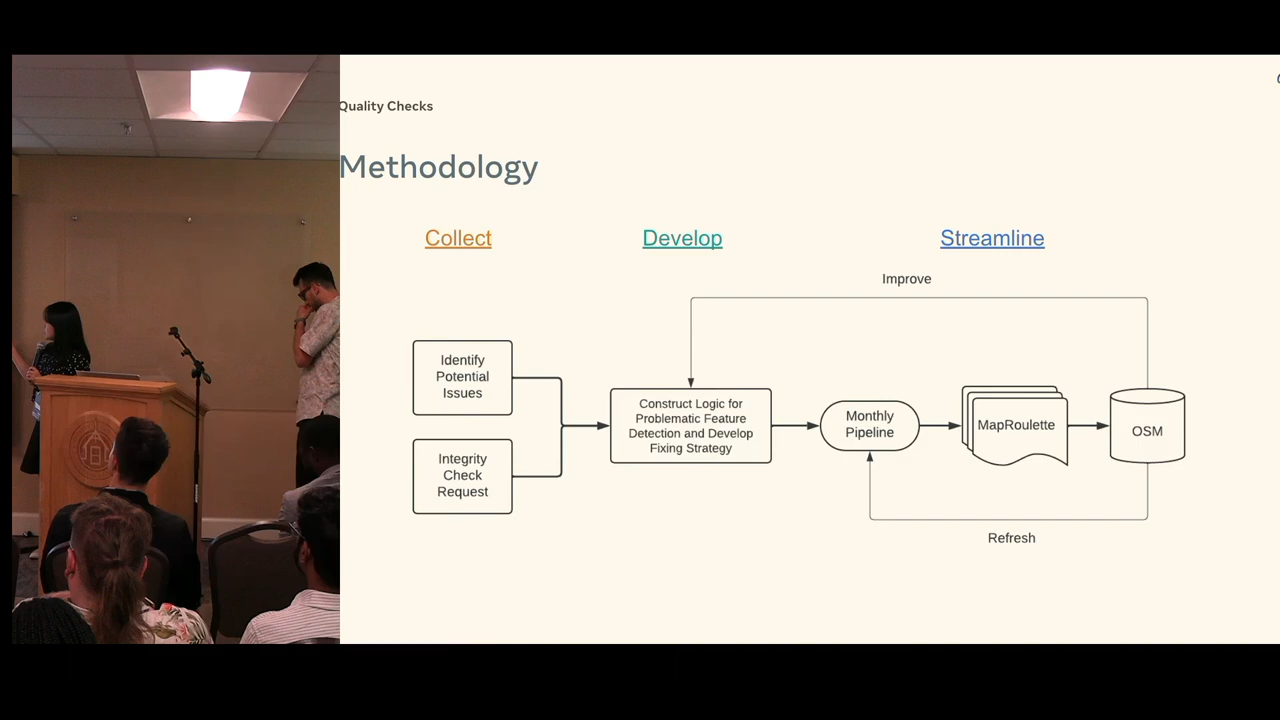 Quality Checks
Methodology
Collect
Develop
Streamline
Improve
Identify
Potential
Issues
Integrity
Check
Request
Construct Logic for
Problematic Feature
Detection and Develop
Fixing Strategy
Monthly
Pipeline
MapRoulette
OSM
Refresh